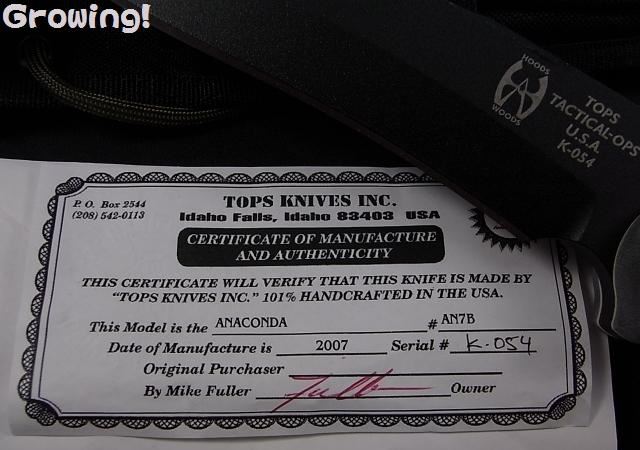 Growing!
HOODS
WOODS
TOPS
TACTICAL-OPS
U.S.A.
K-054
P. O. Box 2544
(208) 542-0113
TOPS KNIVES INC.
Idaho Falls, Idaho 83403 USA
CERTIFICATE OF MANUFACTURE
AND AUTHENTICITY
THIS CERTIFICATE WILL VERIFY THAT THIS KNIFE IS MADE BY
"TOPS KNIVES INC." 101% HANDCRAFTED IN THE USA.
This Model is the ANACONDA # AN7B
Date of Manufacture is 2007 Serial # K-054
Original Purchaser
By Mike Fuller Fuller Owner